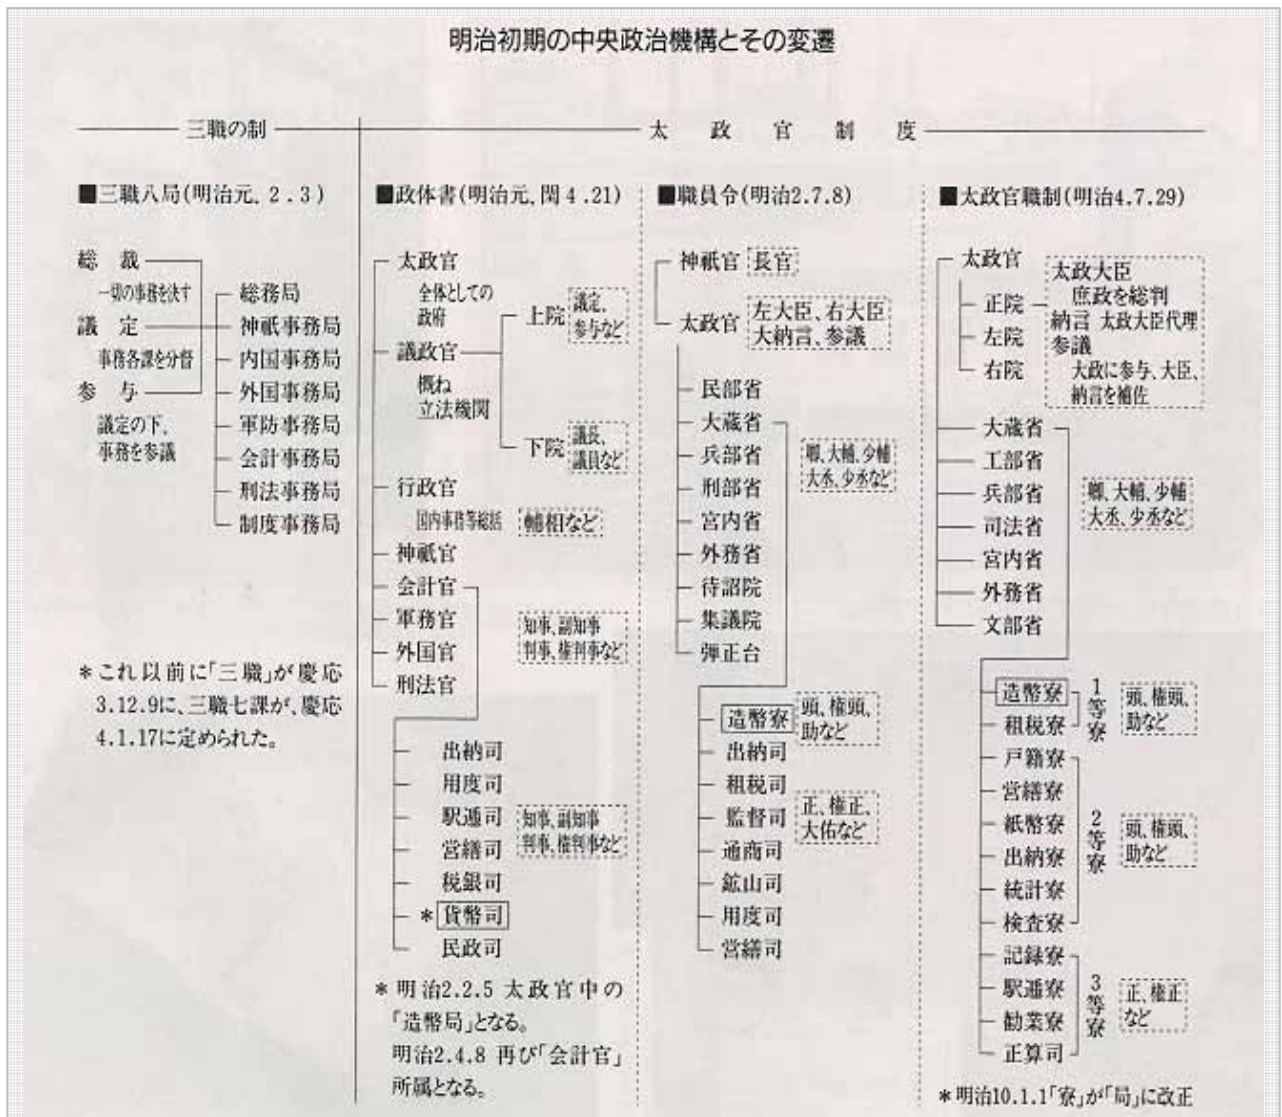 明治初期の中央政治機構とその変遷
三職の制
太政官制度
■三職八局(明治元. 2.3)
総裁
一切の事務を決す
議定
事務各課を分督
参与
議定の下、
事務を参議
総務局
神祇事務局
内国事務局
外国事務局
軍防事務局
会計事務局
刑法事務局
制度事務局
*これ以前に「三職」が慶応
3.12.9に、三職七課が、慶応
4.1.17に定められた。
■政体書(明治元. 閏4.21)
太政官
全体としての
政府
議政官
概ね
立法機関
上院
議定、
参与など
下院
議長、
議員など
行政官
国内事務等総括
輔相など
神祇官
会計官
軍務官
外国官
刑法官
知事、副知事
判事、権判事など
出納司
用度司
駅逓司
営繕司
税銀司
*貨幣司
民政司
知事、副知事
判事、権判事など
*明治2.2.5 太政官中の
「造幣局」となる。
明治2.4.8 再び「会計官」
所属となる。
■職員令(明治2.7.8)
神祇官
長官
太政官
左大臣、右大臣
大納言、参議
民部省
大蔵省
兵部省
刑部省
宮内省
外務省
待詔院
集議院
弾正台
卿、大輔、少輔
大丞、少丞など
造幣寮
出納司
租税司
監督司
通商司
鉱山司
用度司
営繕司
頭、権頭、
助など
正、権正、
大佑など
■太政官職制(明治4.7.29)
太政官
正院
左院
右院
太政大臣
庶政を総判
納言 太政大臣代理
参議
大政に参与、大臣、
納言を補佐
大蔵省
工部省
兵部省
司法省
宮内省
外務省
文部省
卿、大輔、少輔
大丞、少丞など
造幣寮
租税寮
1等寮
頭、権頭、
助など
戸籍寮
営繕寮
紙幣寮
出納寮
統計寮
検査寮
2等寮
頭、権頭、
助など
記録寮
駅逓寮
勧業寮
正算司
3等寮
正、権正
など
*明治10.1.1「寮」が「局」に改正